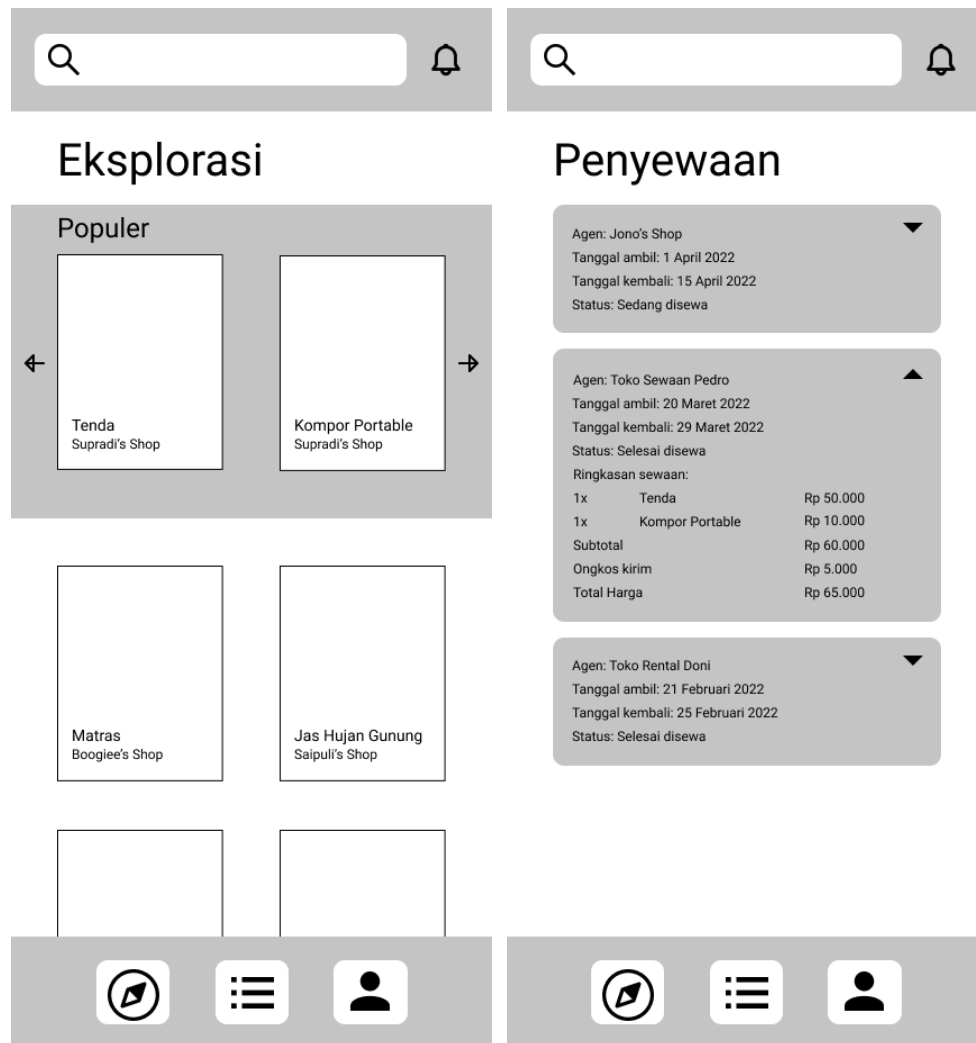 Eksplorasi
Populer
Tenda
Supradi's Shop
Kompor Portable
Supradi's Shop
Matras
Boogiee's Shop
Jas Hujan Gunung
Saipuli's Shop
Penyewaan
Agen: Jono's Shop
Tanggal ambil: 1 April 2022
Tanggal kembali: 15 April 2022
Status: Sedang disewa
Agen: Toko Sewaan Pedro
Tanggal ambil: 20 Maret 2022
Tanggal kembali: 29 Maret 2022
Status: Selesai disewa
Ringkasan sewaan:
1x Tenda Rp 50.000
1x Kompor Portable Rp 10.000
Subtotal Rp 60.000
Ongkos kirim Rp 5.000
Total Harga Rp 65.000
Agen: Toko Rental Doni
Tanggal ambil: 21 Februari 2022
Tanggal kembali: 25 Februari 2022
Status: Selesai disewa